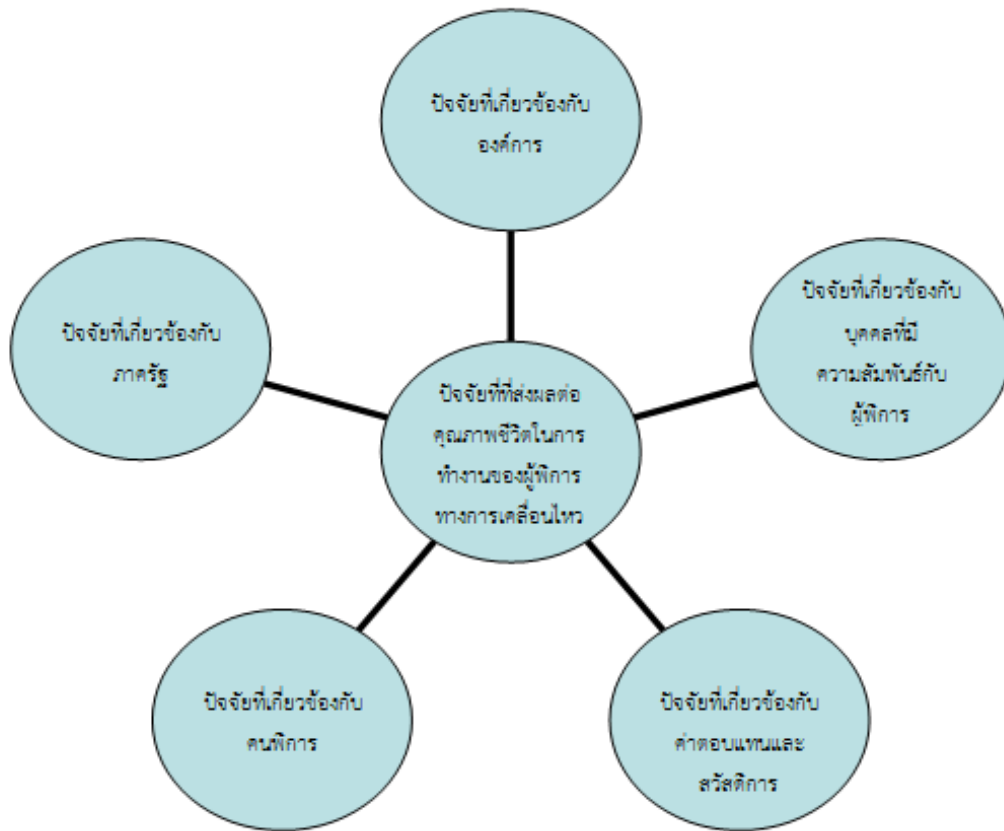 ปัจจัยที่เกี่ยวข้องกับ
องค์การ
ปัจจัยที่เกี่ยวข้องกับ
ภาครัฐ
ปัจจัยที่เกี่ยวข้องกับ
บุคคลที่มี
ความสัมพันธ์กับ
ผู้พิการ
ปัจจัยที่ที่ส่งผลต่อ
คุณภาพชีวิตในการ
ทำงานของผู้พิการ
ทางการเคลื่อนไหว
ปัจจัยที่เกี่ยวข้องกับ
คนพิการ
ปัจจัยที่เกี่ยวข้องกับ
ค่าตอบแทนและ
สวัสดิการ